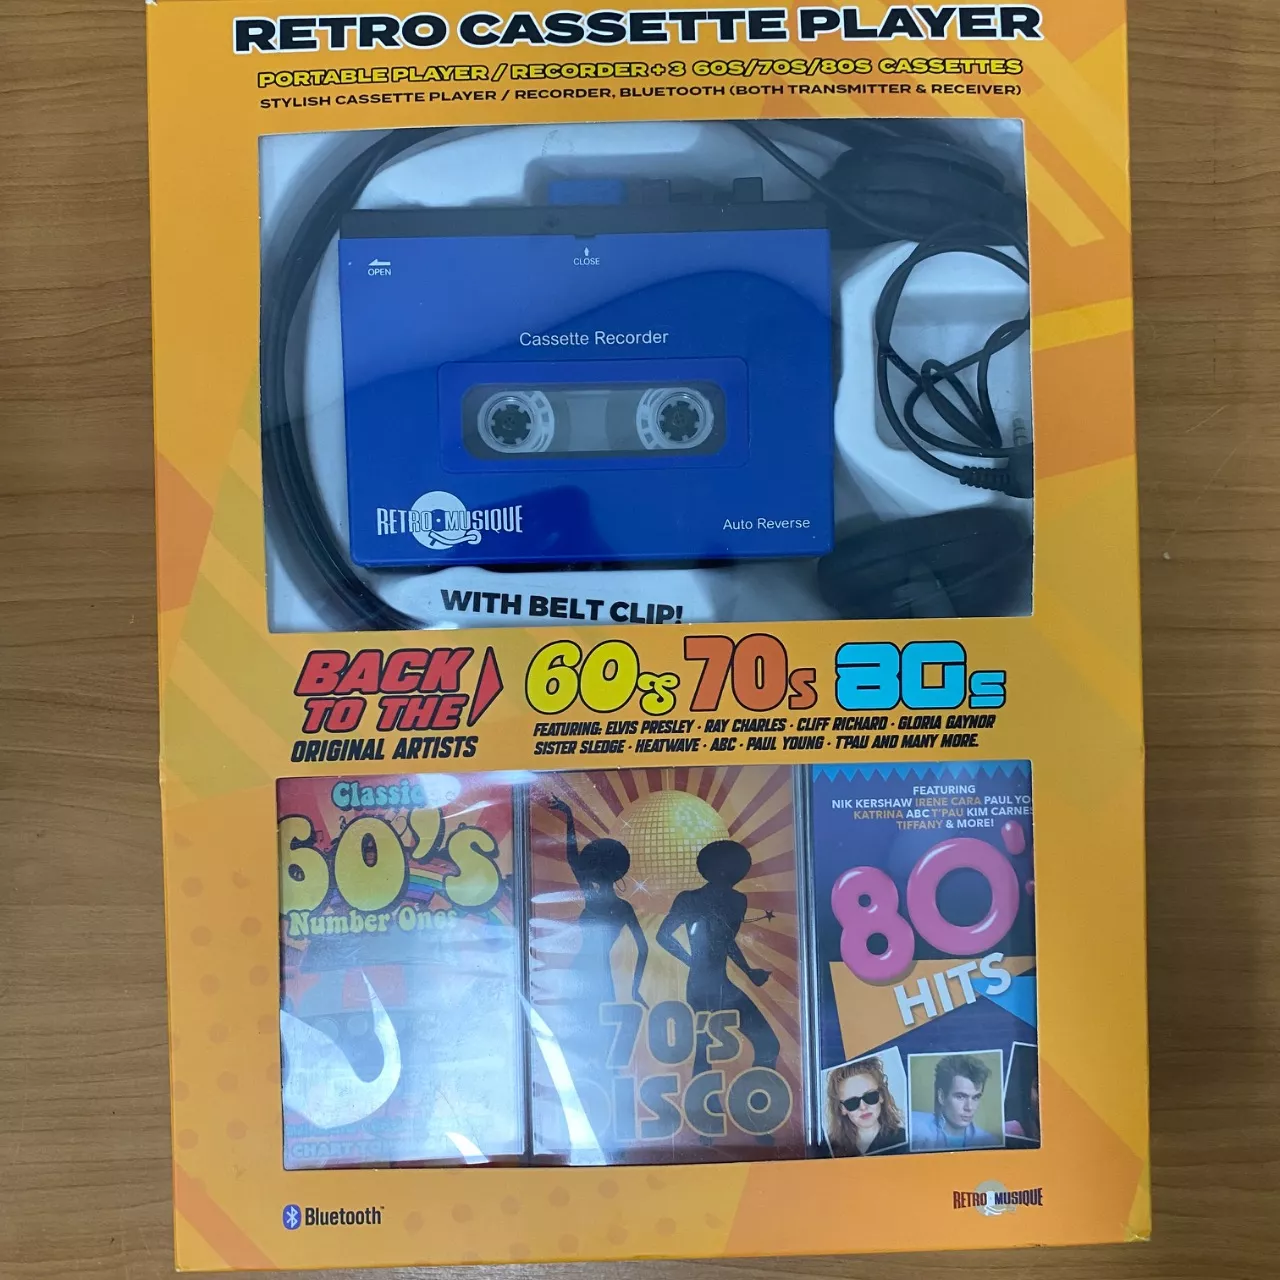 RETRO CASSETTE PLAYER
PORTABLE PLAYER / RECORDER + 3 60S/70S/80S CASSETTES
STYLISH CASSETTE PLAYER / RECORDER, BLUETOOTH (BOTH TRANSMITTER & RECEIVER)
OPEN
CLOSE
Cassette Recorder
RETRO·MUSIQUE
Auto Reverse
WITH BELT CLIP!
BACK TO THE
60s 70s 80s
ORIGINAL ARTISTS
FEATURING: ELVIS PRESLEY · RAY CHARLES · CLIFF RICHARD · GLORIA GAYNOR
SISTER SLEDGE · HEATWAVE · ABC · PAUL YOUNG · T'PAU AND MANY MORE.
Classic
60's
Number Ones
70's
DISCO
FEATURING
NIK KERSHAW IRENE CARA PAUL YO
KATRINA ABC T'PAU KIM CARNES
TIFFANY & MORE!
80'
HITS
Bluetooth
RETRO·MUSIQUE